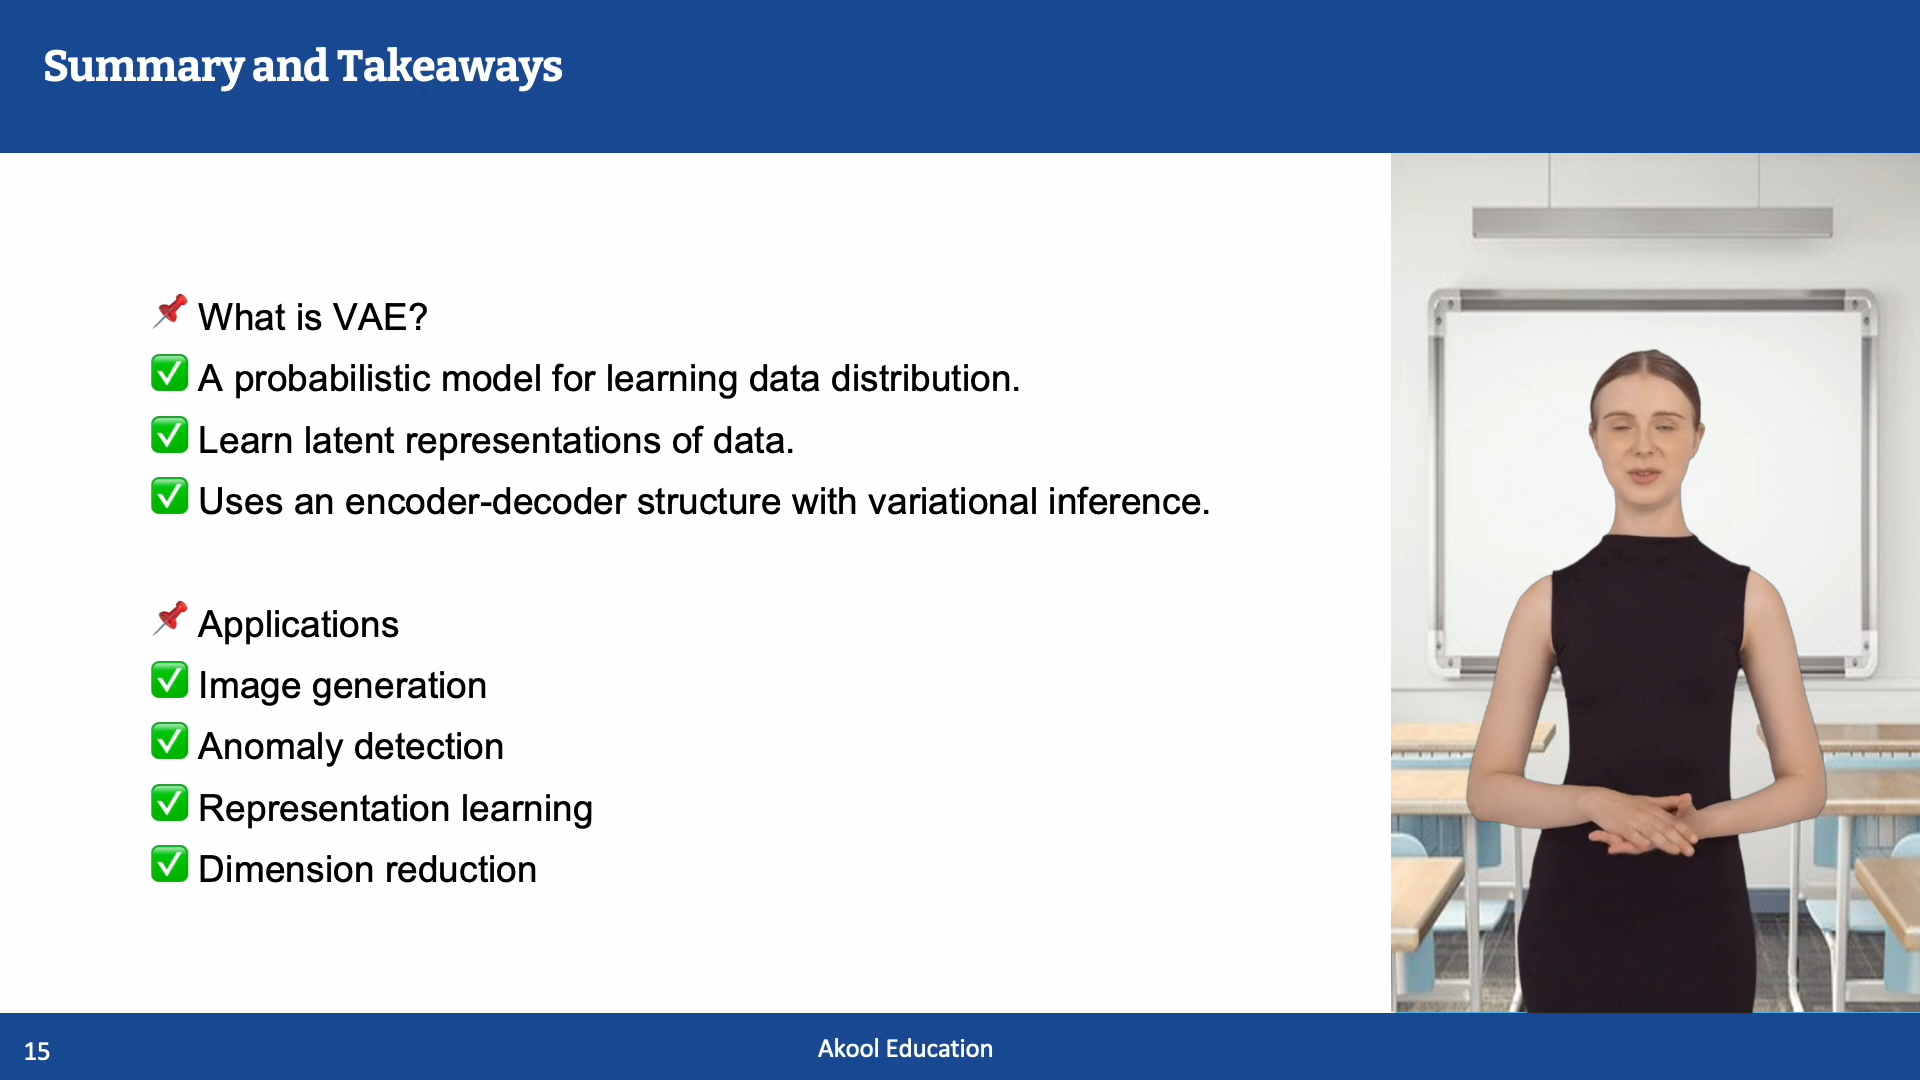 Summary and Takeaways
📌 What is VAE?
✅ A probabilistic model for learning data distribution.
✅ Learn latent representations of data.
✅ Uses an encoder-decoder structure with variational inference.
📌 Applications
✅ Image generation
✅ Anomaly detection
✅ Representation learning
✅ Dimension reduction
15
Akool Education